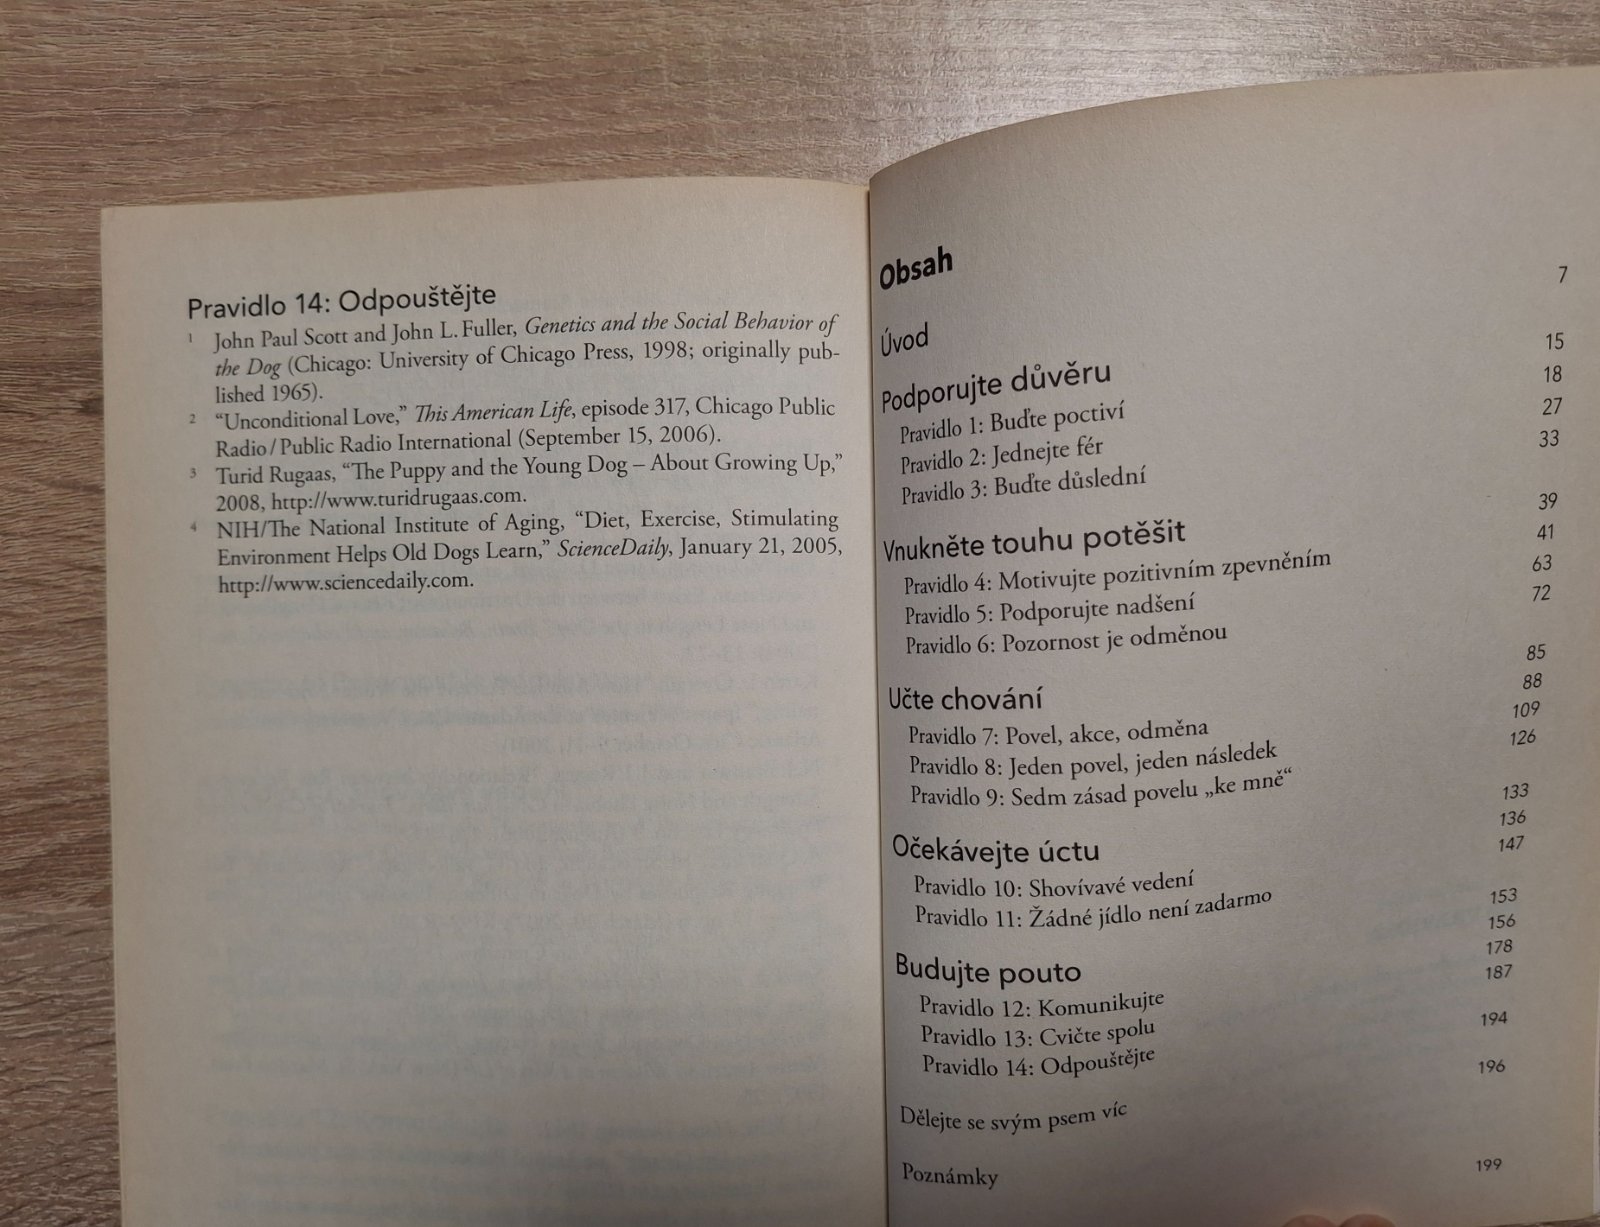 Pravidlo 14: Odpouštějte
1 John Paul Scott and John L. Fuller, Genetics and the Social Behavior of
the Dog (Chicago: University of Chicago Press, 1998; originally pub-
lished 1965).
2 “Unconditional Love,” This American Life, episode 317, Chicago Public
Radio / Public Radio International (September 15, 2006).
3 Turid Rugaas, “The Puppy and the Young Dog – About Growing Up,”
2008, http://www.turidrugaas.com.
4 NIH/The National Institute of Aging, “Diet, Exercise, Stimulating
Environment Helps Old Dogs Learn,” ScienceDaily, January 21, 2005,
http://www.sciencedaily.com.
Obsah
Úvod 7
Podporujte důvěru 15
Pravidlo 1: Buďte poctiví 18
Pravidlo 2: Jednejte fér 27
Pravidlo 3: Buďte důslední 33
Vnukněte touhu potěšit 39
Pravidlo 4: Motivujte pozitivním zpevněním 41
Pravidlo 5: Podporujte nadšení 63
Pravidlo 6: Pozornost je odměnou 72
Učte chování 85
Pravidlo 7: Povel, akce, odměna 88
Pravidlo 8: Jeden povel, jeden následek 109
Pravidlo 9: Sedm zásad povelu „ke mně“ 126
Očekávejte úctu 133
Pravidlo 10: Shovívavé vedení 136
Pravidlo 11: Žádné jídlo není zadarmo 147
Budujte pouto 153
Pravidlo 12: Komunikujte 156
Pravidlo 13: Cvičte spolu 178
Pravidlo 14: Odpouštějte 187
Dělejte se svým psem víc 194
Poznámky 196
199